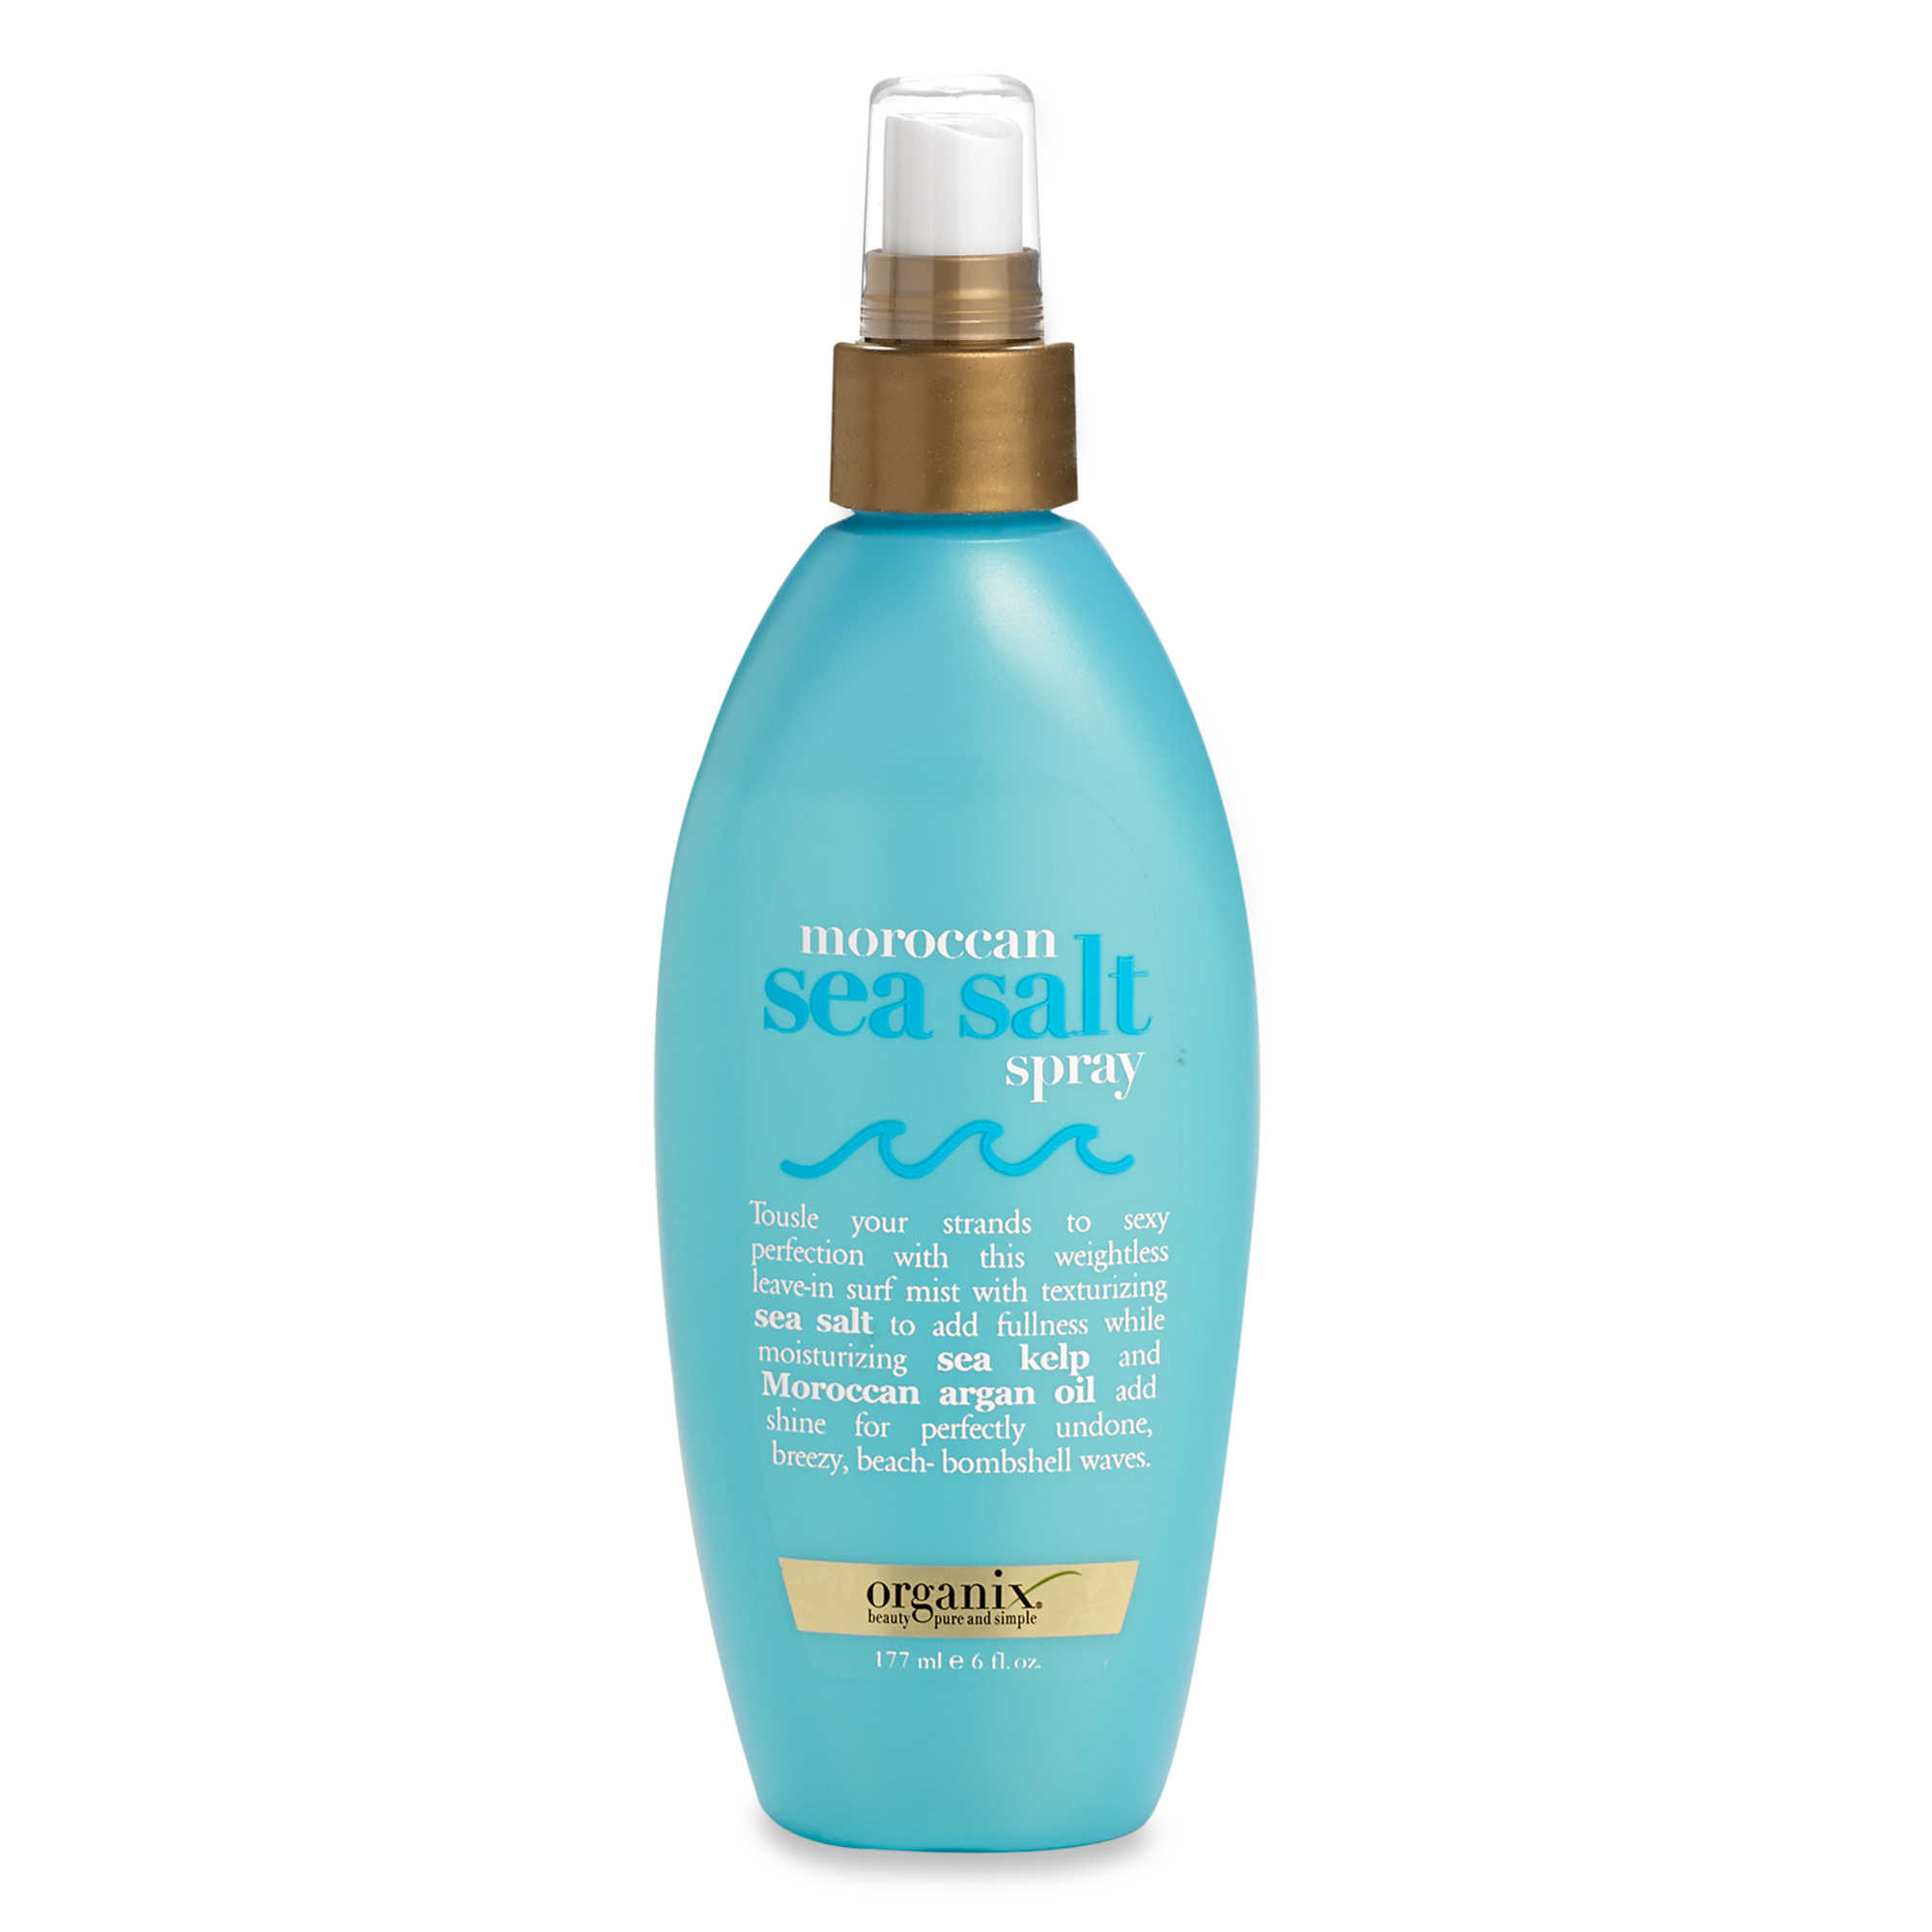 moroccan
sea salt
spray
Tousle your strands to sexy
perfection with this weightless
leave-in surf mist with texturizing
sea salt to add fullness while
moisturizing sea kelp and
Moroccan argan oil add
shine for perfectly undone,
breezy, beach- bombshell waves.
organix®
beauty pure and simple
177 ml e 6 fl. oz.